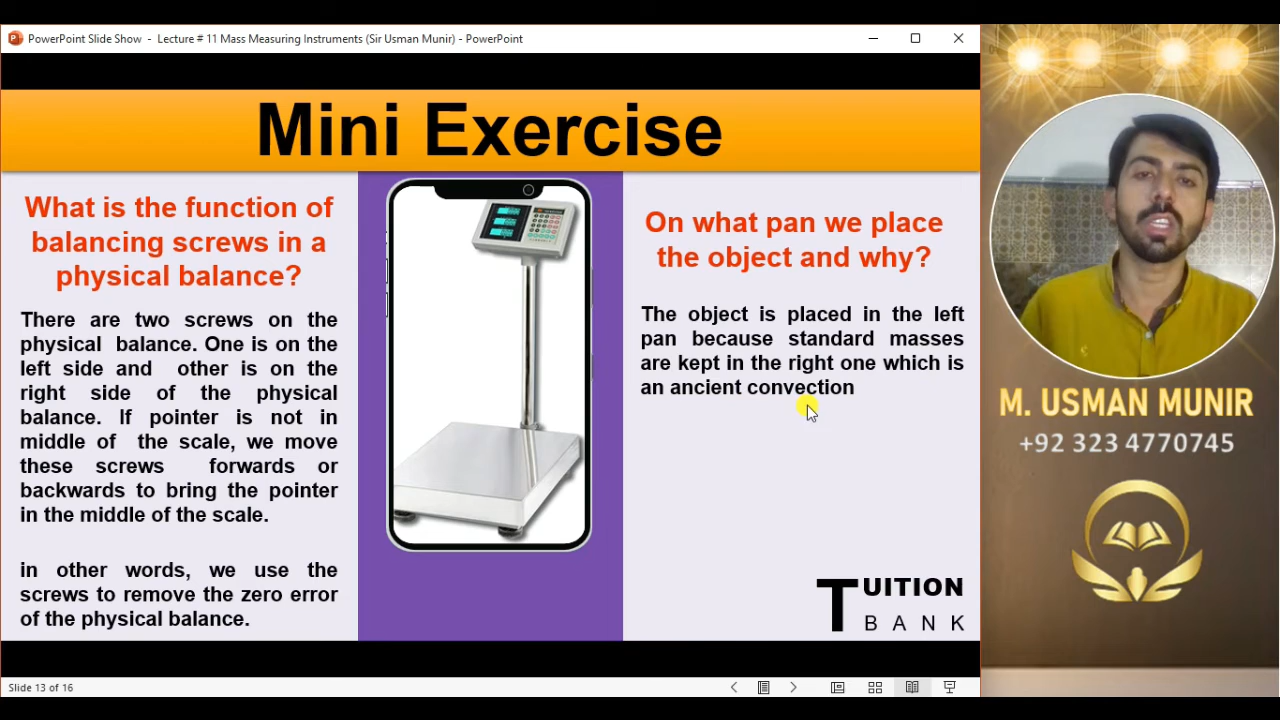 PowerPoint Slide Show - Lecture # 11 Mass Measuring Instruments (Sir Usman Munir) - PowerPoint
Mini Exercise
What is the function of
balancing screws in a
physical balance?
There are two screws on the
physical balance. One is on the
left side and other is on the
right side of the physical
balance. If pointer is not in
middle of the scale, we move
these screws forwards or
backwards to bring the pointer
in the middle of the scale.
in other words, we use the
screws to remove the zero error
of the physical balance.
On what pan we place
the object and why?
The object is placed in the left
pan because standard masses
are kept in the right one which is
an ancient convection
TUITION
BANK
M. USMAN MUNIR
+92 323 4770745
Slide 13 of 16